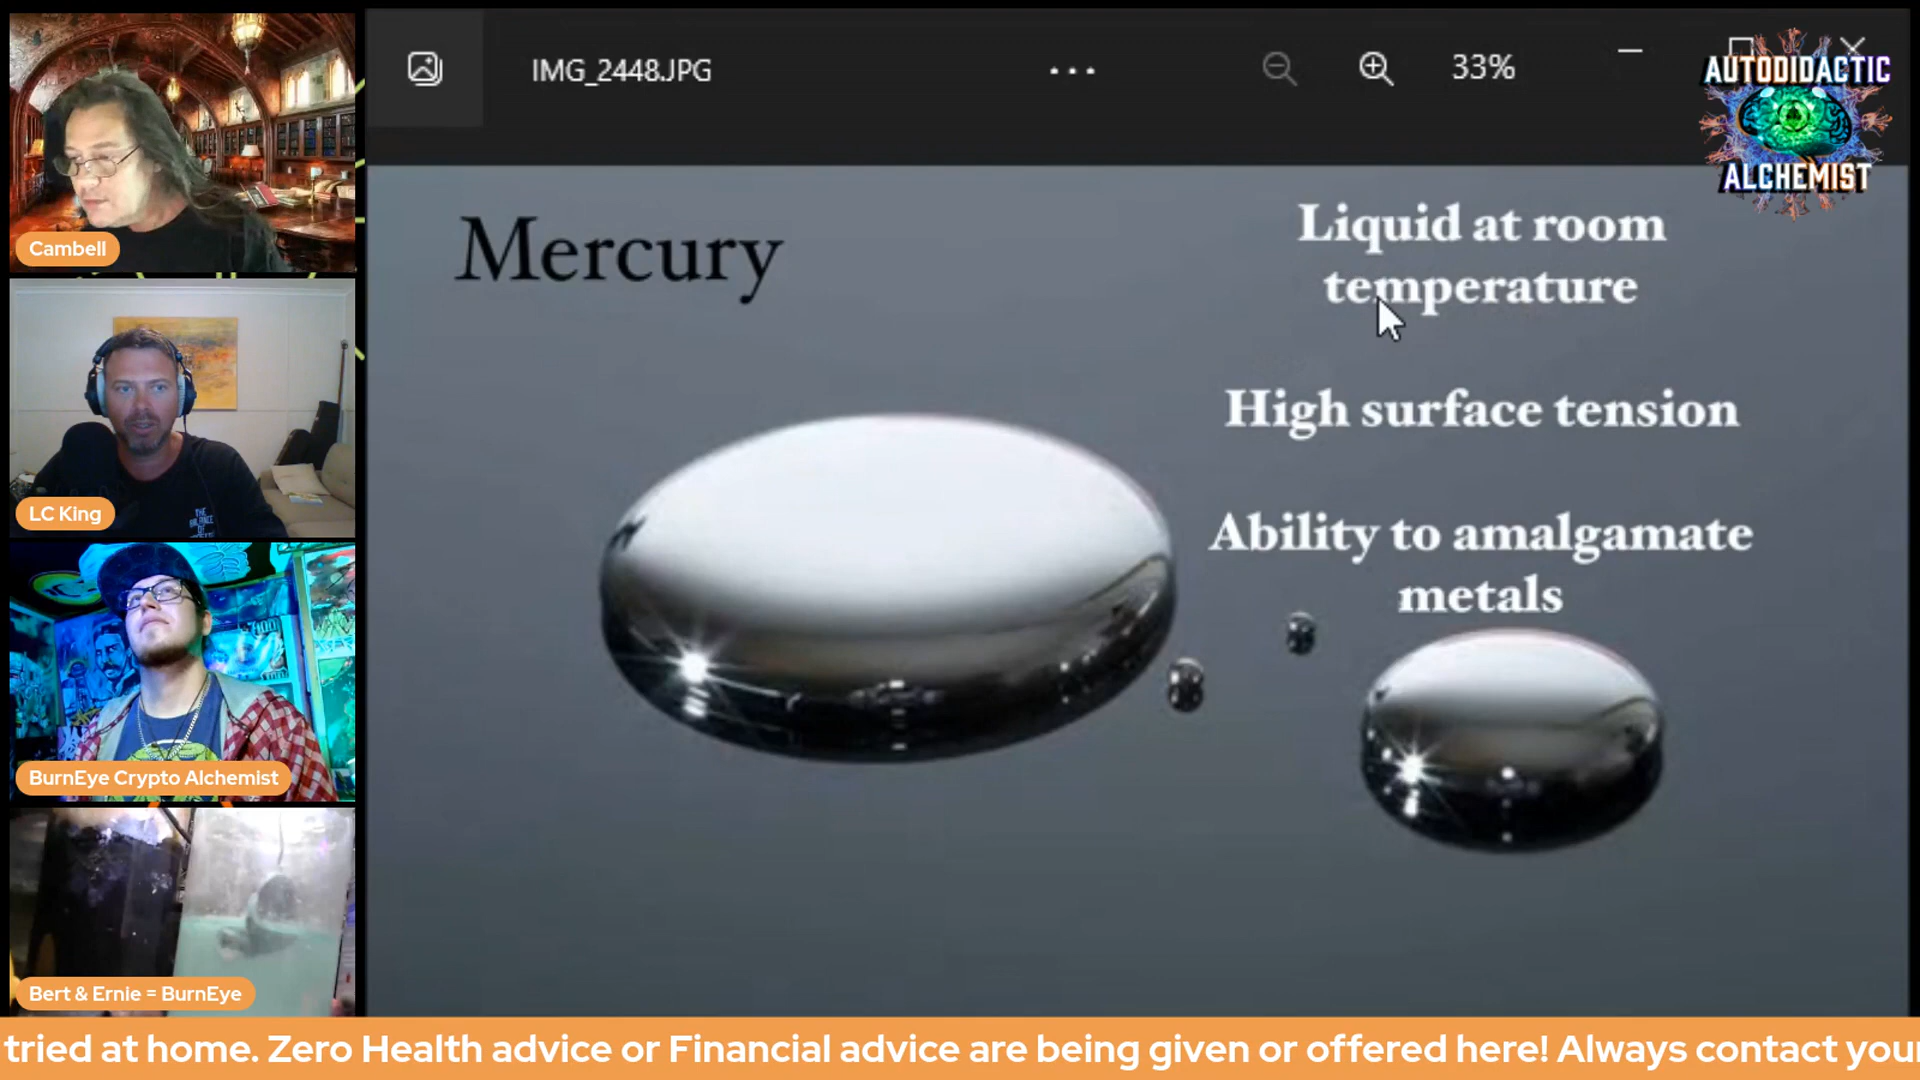 IMG_2448.JPG
33%
AUTODIDACTIC
ALCHEMIST
Mercury
Liquid at room
temperature
High surface tension
Ability to amalgamate
metals
Cambell
LC King
BurnEye Crypto Alchemist
Bert & Ernie = BurnEye
tried at home. Zero Health advice or Financial advice are being given or offered here! Always contact your